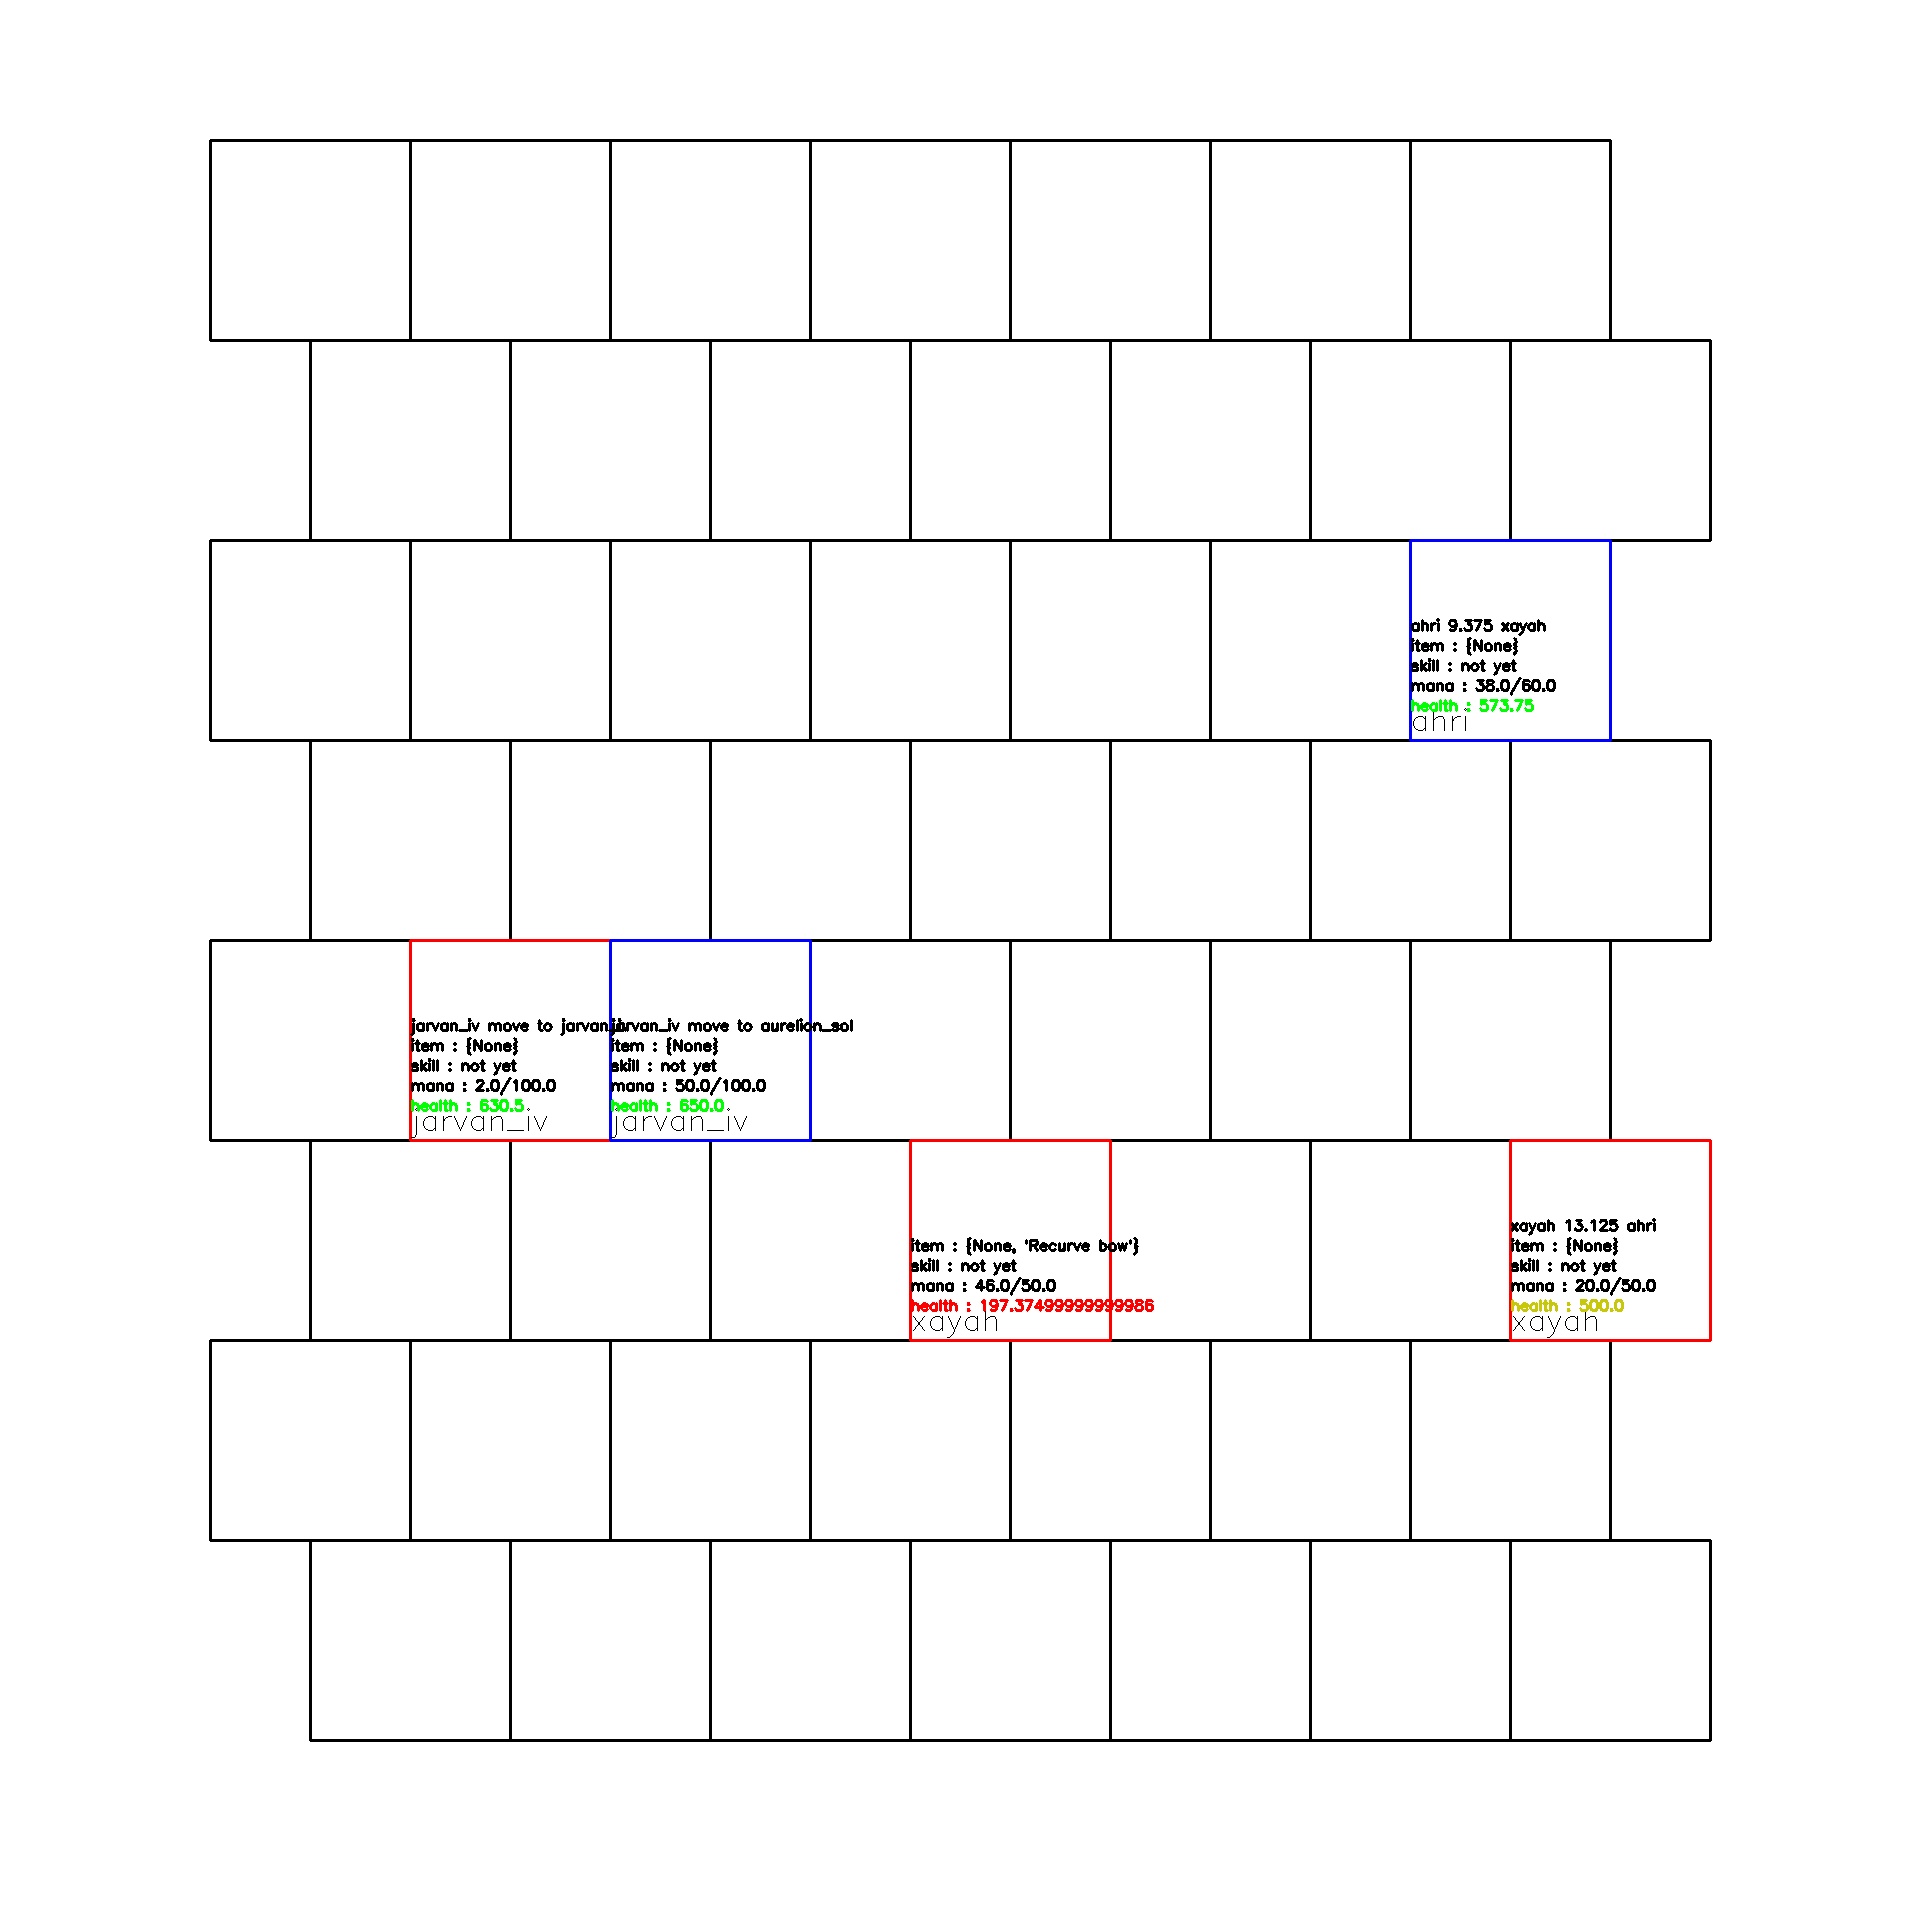 ahri 9.375 xayah
item : {None}
skill : not yet
mana : 38.0/60.0
health : 573.75
ahri
jarvan_iv move to
item : {None}
skill : not yet
mana : 2.0/100.0
health : 630.5
jarvan_iv
jarvan_iv move to aurelion_sol
item : {None}
skill : not yet
mana : 50.0/100.0
health : 650.0
jarvan_iv
item : {None, 'Recurve bow'}
skill : not yet
mana : 46.0/50.0
health : 197.37499999999986
xayah
xayah 13.125 ahri
item : {None}
skill : not yet
mana : 20.0/50.0
health : 500.0
xayah